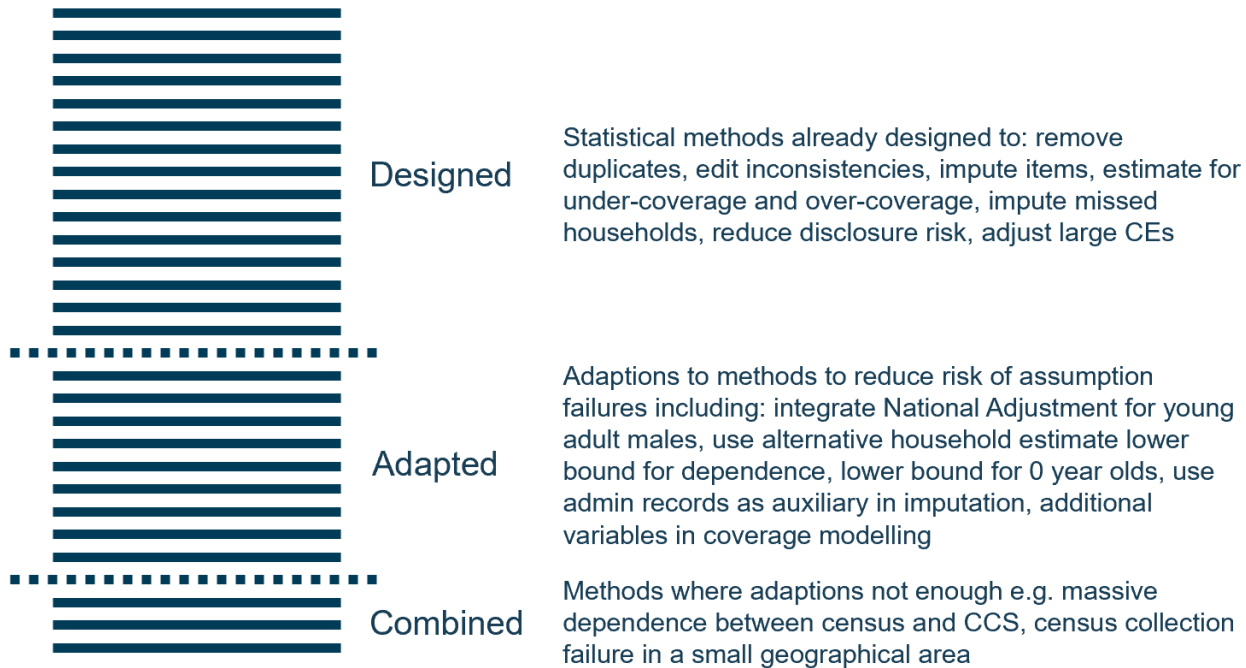 Designed
Statistical methods already designed to: remove
duplicates, edit inconsistencies, impute items, estimate for
under-coverage and over-coverage, impute missed
households, reduce disclosure risk, adjust large CEs
Adapted
Adaptions to methods to reduce risk of assumption
failures including: integrate National Adjustment for young
adult males, use alternative household estimate lower
bound for dependence, lower bound for 0 year olds, use
admin records as auxiliary in imputation, additional
variables in coverage modelling
Combined
Methods where adaptions not enough e.g. massive
dependence between census and CCS, census collection
failure in a small geographical area